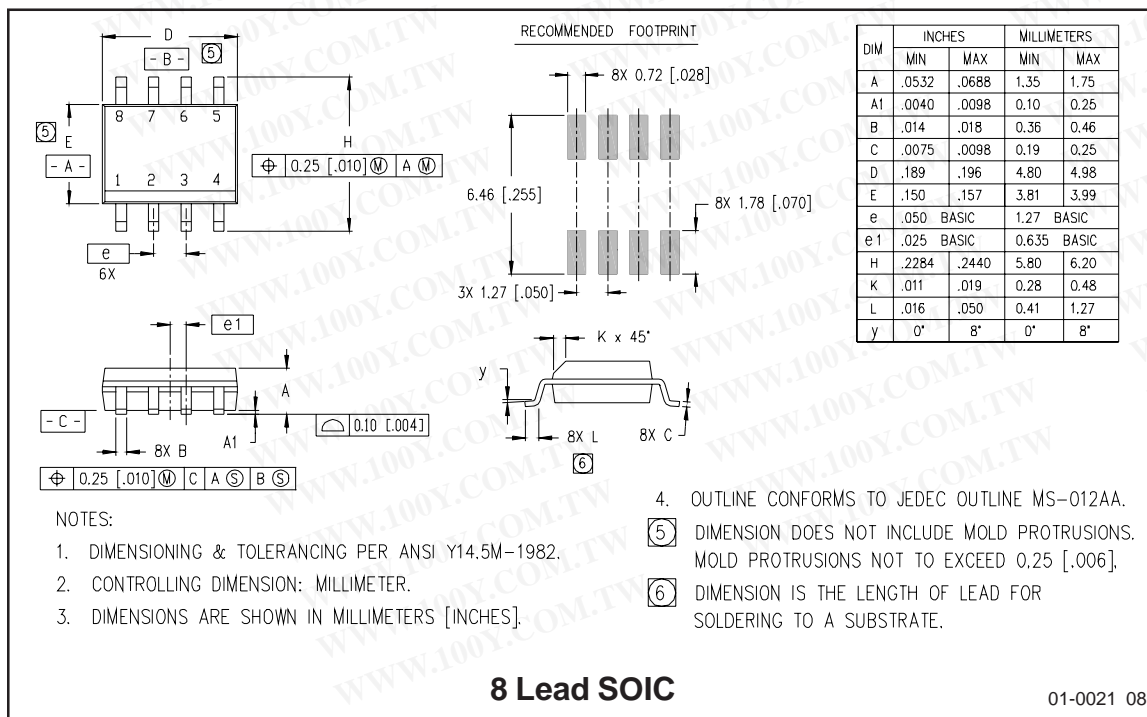 D
- B -
5
8 7 6 5
5
E
- A -
1 2 3 4
H
⌖ 0.25 [.010] Ⓜ A Ⓜ
e
6X
RECOMMENDED FOOTPRINT
8X 0.72 [.028]
6.46 [.255]
8X 1.78 [.070]
3X 1.27 [.050]
DIM INCHES MILLIMETERS
MIN MAX MIN MAX
A .0532 .0688 1.35 1.75
A1 .0040 .0098 0.10 0.25
B .014 .018 0.36 0.46
C .0075 .0098 0.19 0.25
D .189 .196 4.80 4.98
E .150 .157 3.81 3.99
e .050 BASIC 1.27 BASIC
e1 .025 BASIC 0.635 BASIC
H .2284 .2440 5.80 6.20
K .011 .019 0.28 0.48
L .016 .050 0.41 1.27
y 0° 8° 0° 8°
e1
A
- C -
8X B
A1
⌓ 0.10 [.004]
⌖ 0.25 [.010] Ⓜ C A Ⓢ B Ⓢ
K x 45°
y
8X L
6
8X C
NOTES:
1. DIMENSIONING & TOLERANCING PER ANSI Y14.5M-1982.
2. CONTROLLING DIMENSION: MILLIMETER.
3. DIMENSIONS ARE SHOWN IN MILLIMETERS [INCHES].
4. OUTLINE CONFORMS TO JEDEC OUTLINE MS-012AA.
5 DIMENSION DOES NOT INCLUDE MOLD PROTRUSIONS.
MOLD PROTRUSIONS NOT TO EXCEED 0.25 [.006].
6 DIMENSION IS THE LENGTH OF LEAD FOR
SOLDERING TO A SUBSTRATE.
8 Lead SOIC
01-0021 08
WWW.100Y.COM.TW